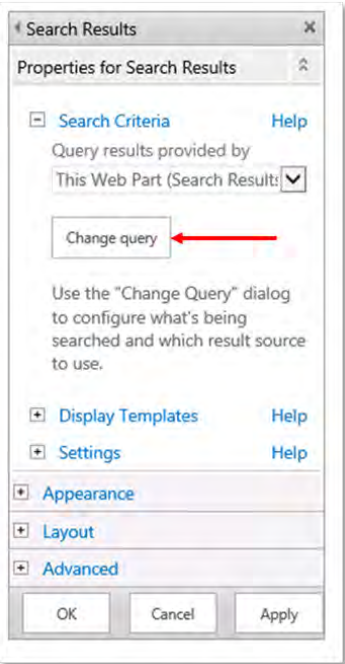 Search Results
Properties for Search Results
Search Criteria Help
Query results provided by
This Web Part (Search Results
Change query
Use the "Change Query" dialog
to configure what's being
searched and which result source
to use.
Display Templates Help
Settings Help
Appearance
Layout
Advanced
OK Cancel Apply